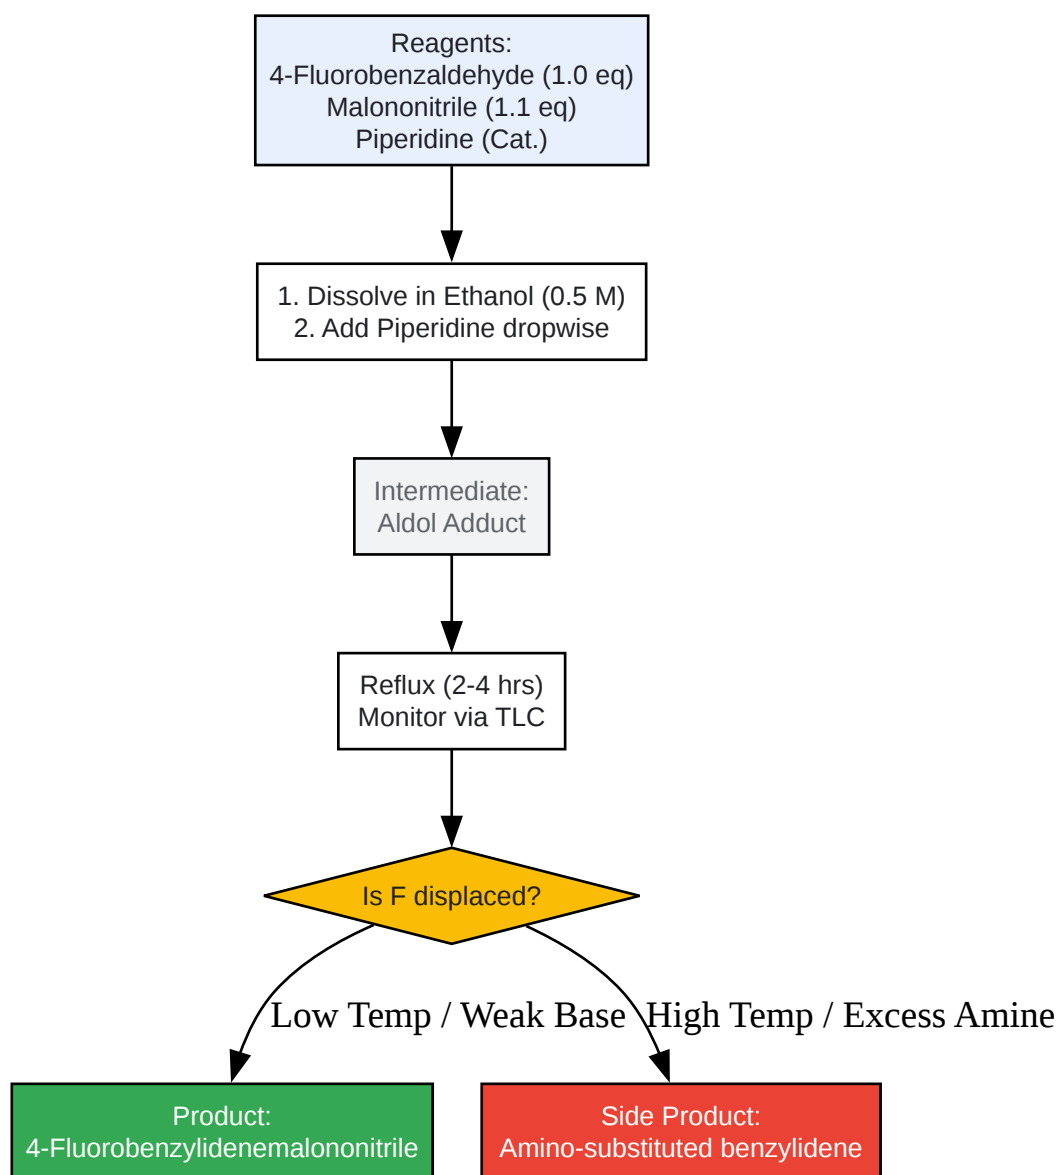 Reagents:
4-Fluorobenzaldehyde (1.0 eq)
Malononitrile (1.1 eq)
Piperidine (Cat.)
1. Dissolve in Ethanol (0.5 M)
2. Add Piperidine dropwise
Intermediate:
Aldol Adduct
Reflux (2-4 hrs)
Monitor via TLC
Is F displaced?
Low Temp / Weak Base
High Temp / Excess Amine
Product:
4-Fluorobenzylidenemalononitrile
Side Product:
Amino-substituted benzylidene